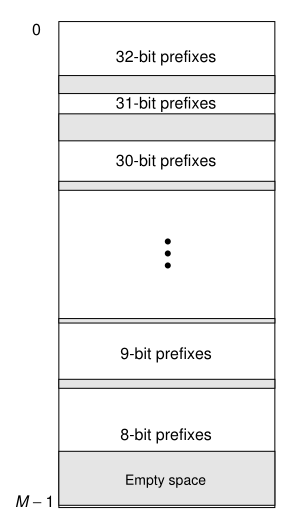 0
32-bit prefixes
31-bit prefixes
30-bit prefixes
9-bit prefixes
8-bit prefixes
Empty space
M – 1